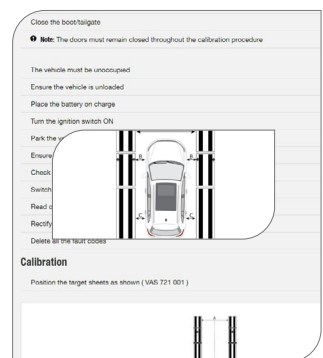 Close the boot/tailgate
Note: The doors must remain closed throughout the calibration procedure
The vehicle must be unoccupied
Ensure the vehicle is unloaded
Place the battery on charge
Turn the ignition switch ON
Park the
Ensure
Check
Switch
Read
Rectify
Delete all the fault codes
B B
C C
Calibration
Position the target sheets as shown ( VAS 721 001 )
A